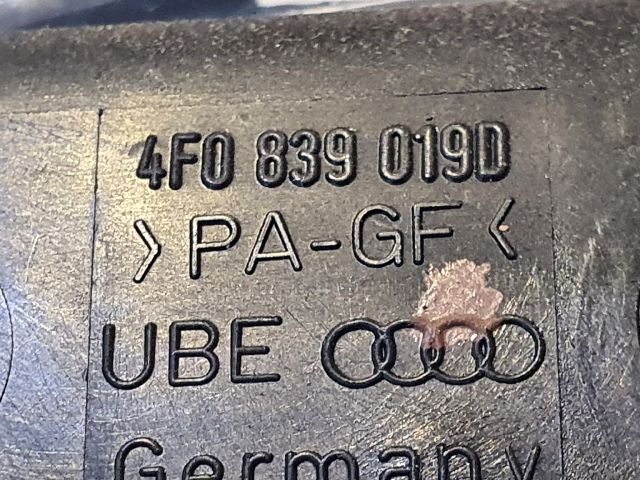 4F0 839 019D
>PA-GF<
UBE
Germany